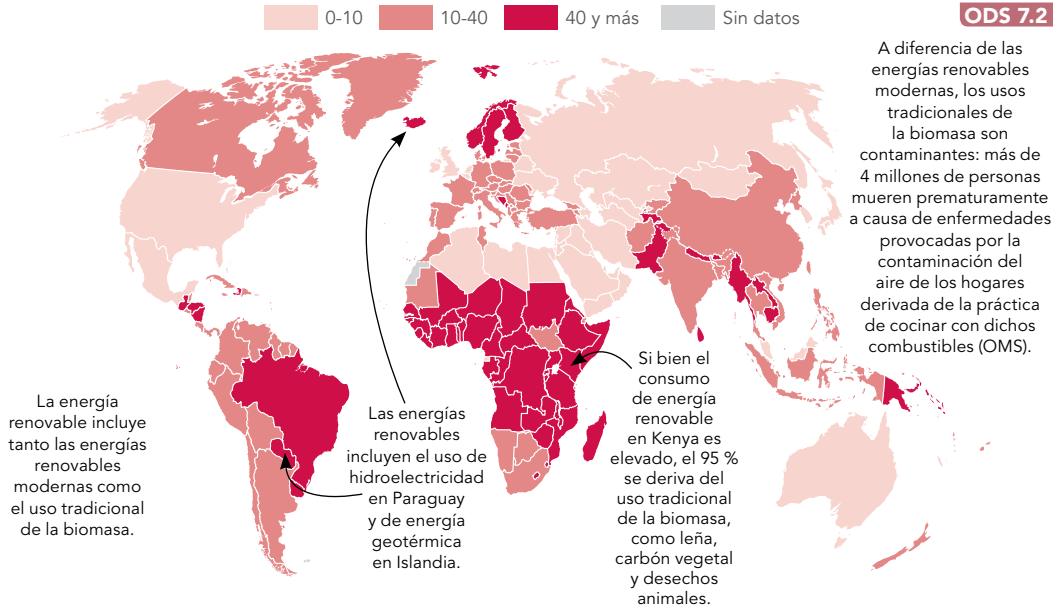 0-10
10-40
40 y más
Sin datos
ODS 7.2
A diferencia de las
energías renovables
modernas, los usos
tradicionales de
la biomasa son
contaminantes: más de
4 millones de personas
mueren prematuramente
a causa de enfermedades
provocadas por la
contaminación del
aire de los hogares
derivada de la práctica
de cocinar con dichos
combustibles (OMS).
La energía
renovable incluye
tanto las energías
renovables
modernas como
el uso tradicional
de la biomasa.
Las energías
renovables
incluyen el uso de
hidroelectricidad
en Paraguay
y de energía
geotérmica
en Islandia.
Si bien el
consumo
de energía
renovable
en Kenya es
elevado, el 95 %
se deriva del
uso tradicional
de la biomasa,
como leña,
carbón vegetal
y desechos
animales.